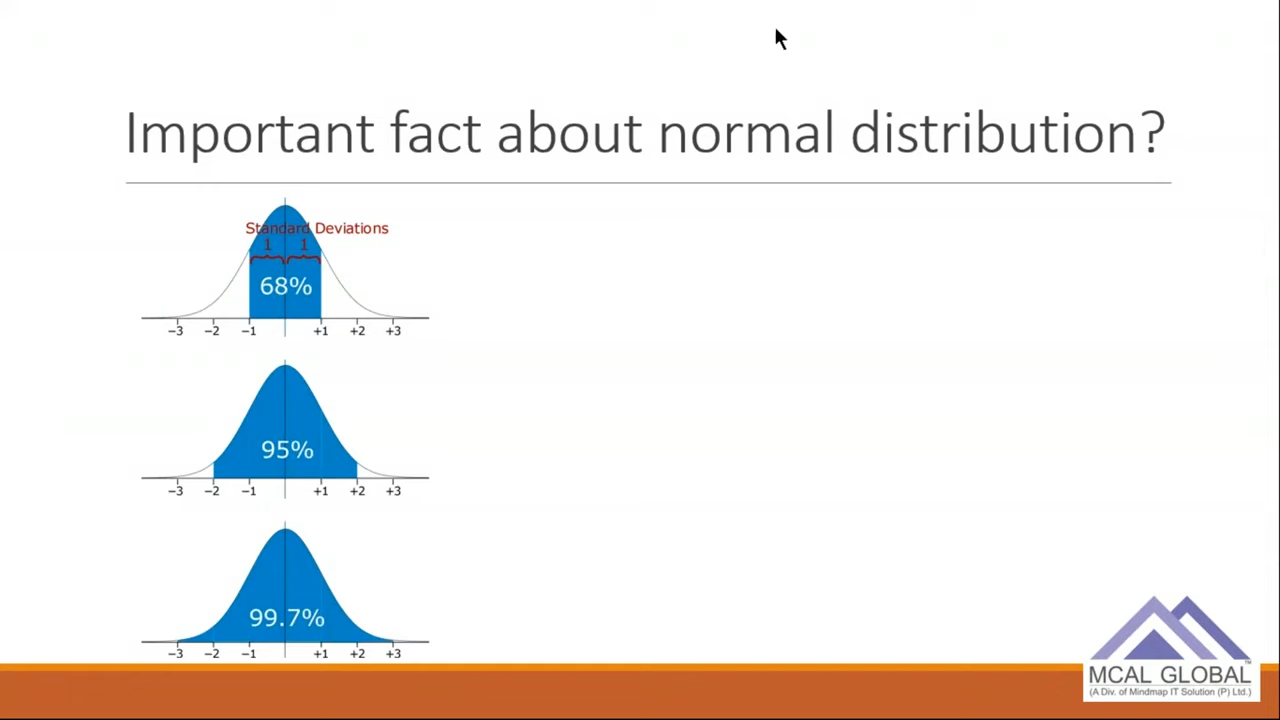 Important fact about normal distribution?
Standard Deviations
1 1
68%
−3 −2 −1 +1 +2 +3
95%
−3 −2 −1 +1 +2 +3
99.7%
−3 −2 −1 +1 +2 +3
MCAL GLOBAL™
(A Div. of Mindmap IT Solution (P) Ltd.)